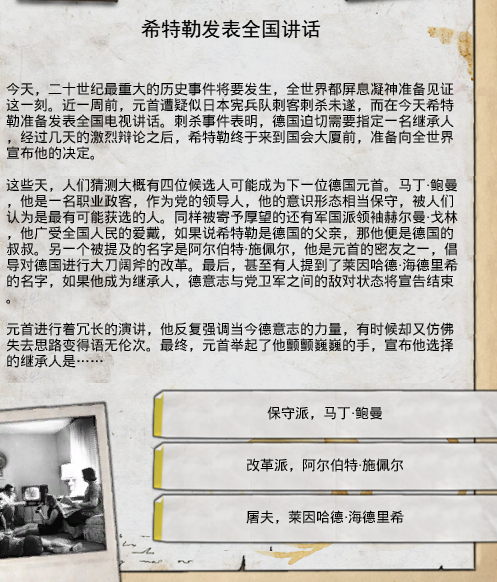 希特勒发表全国讲话
今天，二十世纪最重大的历史事件将要发生，全世界都屏息凝神准备见证
这一刻。近一周前，元首遭疑似日本宪兵队刺客刺杀未遂，而在今天希特
勒准备发表全国电视讲话。刺杀事件表明，德国迫切需要指定一名继承人
，经过几天的激烈辩论之后，希特勒终于来到国会大厦前，准备向全世界
宣布他的决定。
这些天，人们猜测大概有四位候选人可能成为下一位德国元首。马丁·鲍曼
，他是一名职业政客，作为党的领导人，他的意识形态相当保守，被人们
认为是最有可能获选的人。同样被寄予厚望的还有军国派领袖赫尔曼·戈林
，他广受全国人民的爱戴，如果说希特勒是德国的父亲，那他便是德国的
叔叔。另一个被提及的名字是阿尔伯特·施佩尔，他是元首的密友之一，倡
导对德国进行大刀阔斧的改革。最后，甚至有人提到了莱因哈德·海德里希
的名字，如果他成为继承人，德意志与党卫军之间的敌对状态将宣告结束
。
元首进行着冗长的演讲，他反复强调当今德意志的力量，有时候却又仿佛
失去思路变得语无伦次。最终，元首举起了他颤颤巍巍的手，宣布他选择
的继承人是……
保守派，马丁·鲍曼
改革派，阿尔伯特·施佩尔
屠夫，莱因哈德·海德里希